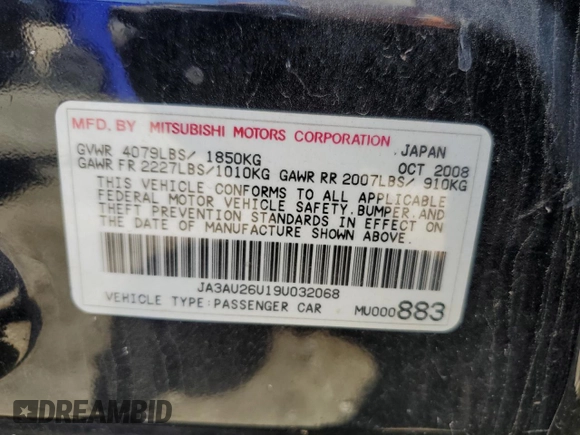 MFD. BY MITSUBISHI MOTORS CORPORATION
JAPAN
GVWR 4079LBS/ 1850KG OCT 2008
GAWR FR 2227LBS/1010KG GAWR RR 2007LBS/ 910KG
THIS VEHICLE CONFORMS TO ALL APPLICABLE
FEDERAL MOTOR VEHICLE SAFETY, BUMPER, AND
THEFT PREVENTION STANDARDS IN EFFECT ON
THE DATE OF MANUFACTURE SHOWN ABOVE.
JA3AU26U19U032068
VEHICLE TYPE:PASSENGER CAR MU000883
DREAMBID